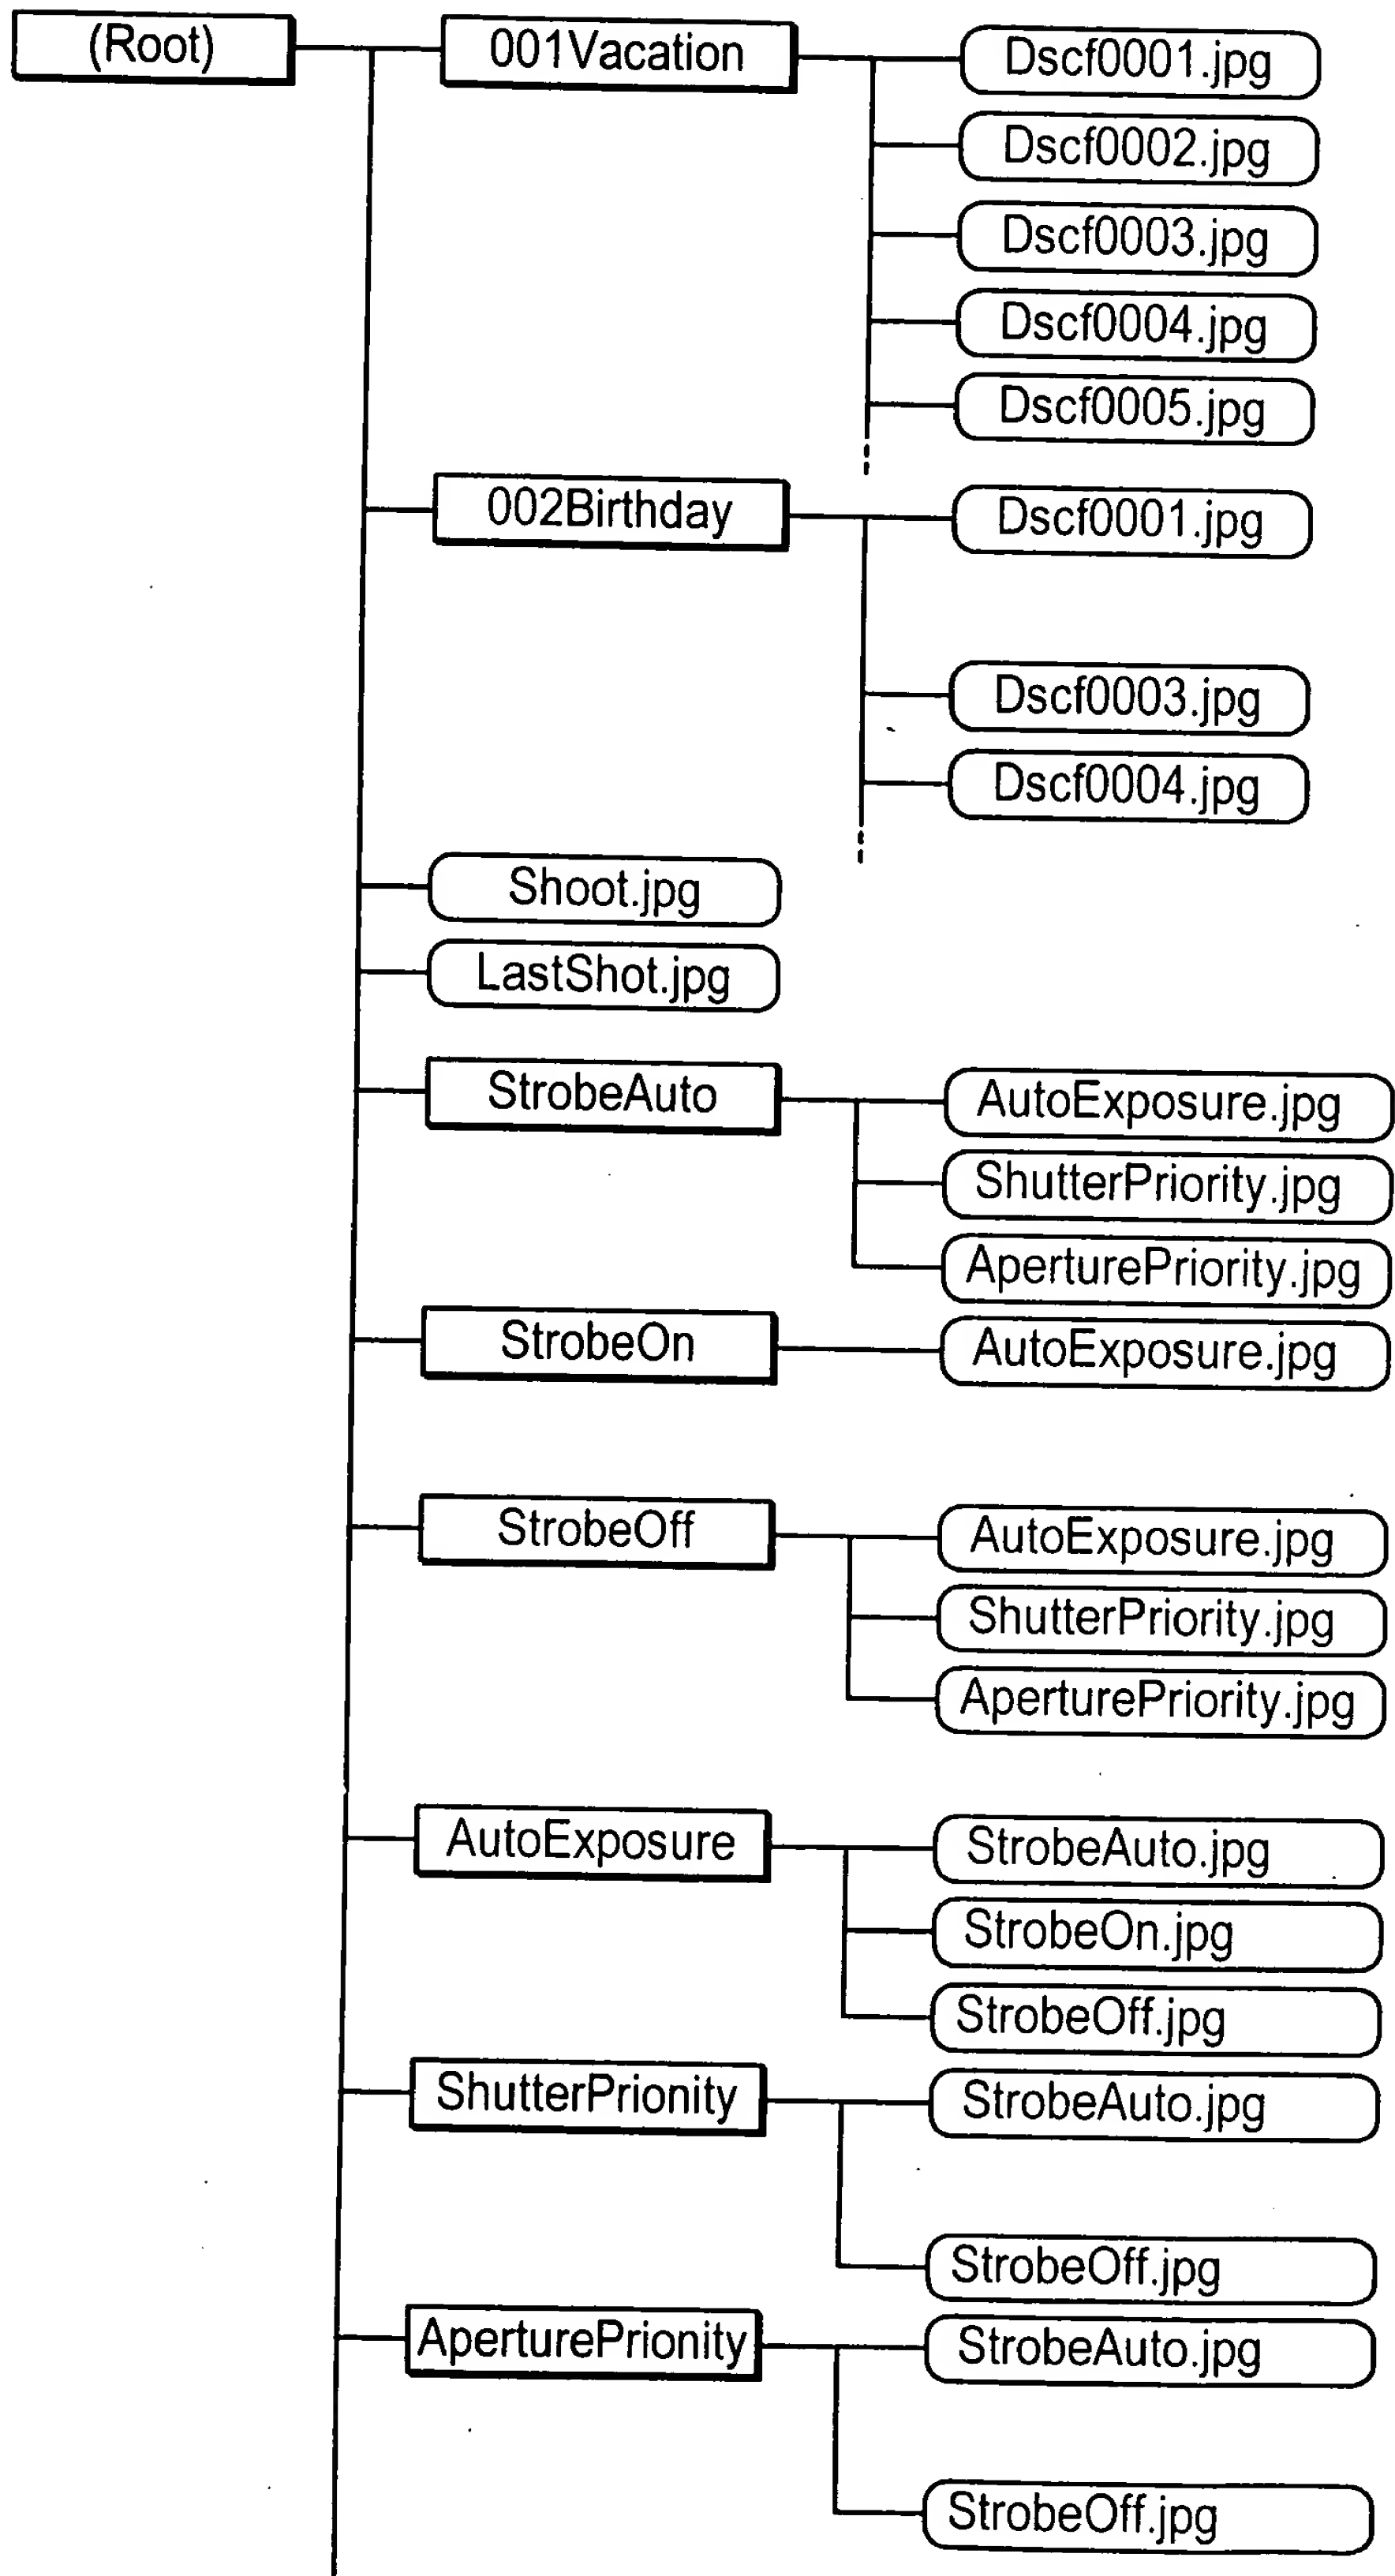 (Root)
001Vacation
Dscf0001.jpg
Dscf0002.jpg
Dscf0003.jpg
Dscf0004.jpg
Dscf0005.jpg
002Birthday
Dscf0001.jpg
Dscf0003.jpg
Dscf0004.jpg
Shoot.jpg
LastShot.jpg
StrobeAuto
AutoExposure.jpg
ShutterPriority.jpg
AperturePriority.jpg
StrobeOn
AutoExposure.jpg
StrobeOff
AutoExposure.jpg
ShutterPriority.jpg
AperturePriority.jpg
AutoExposure
StrobeAuto.jpg
StrobeOn.jpg
StrobeOff.jpg
ShutterPrionity
StrobeAuto.jpg
StrobeOff.jpg
AperturePrionity
StrobeAuto.jpg
StrobeOff.jpg